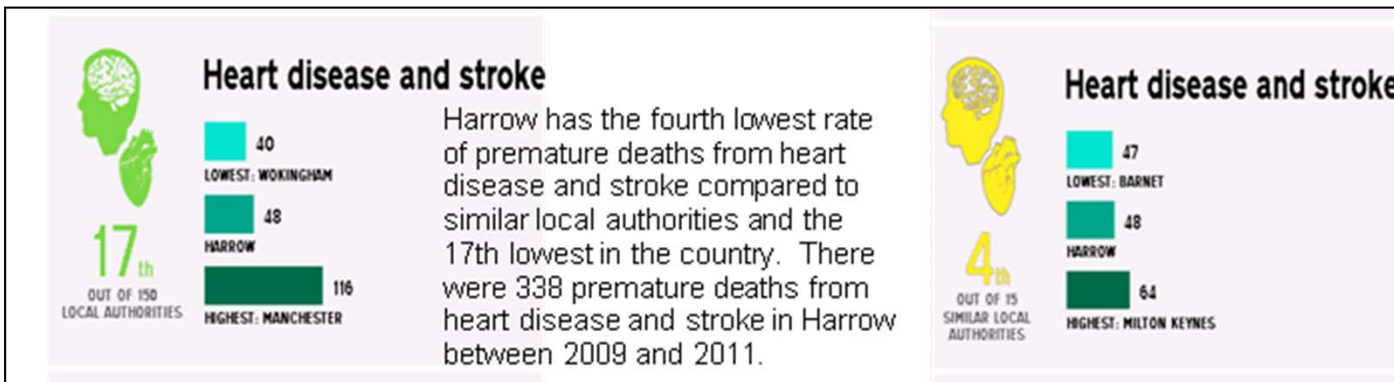 Heart disease and stroke
40
LOWEST: WOKINGHAM
48
HARROW
116
HIGHEST: MANCHESTER
17th
OUT OF 150
LOCAL AUTHORITIES
Harrow has the fourth lowest rate
of premature deaths from heart
disease and stroke compared to
similar local authorities and the
17th lowest in the country. There
were 338 premature deaths from
heart disease and stroke in Harrow
between 2009 and 2011.
Heart disease and stroke
47
LOWEST: BARNET
48
HARROW
64
HIGHEST: MILTON KEYNES
4th
OUT OF 15
SIMILAR LOCAL
AUTHORITIES